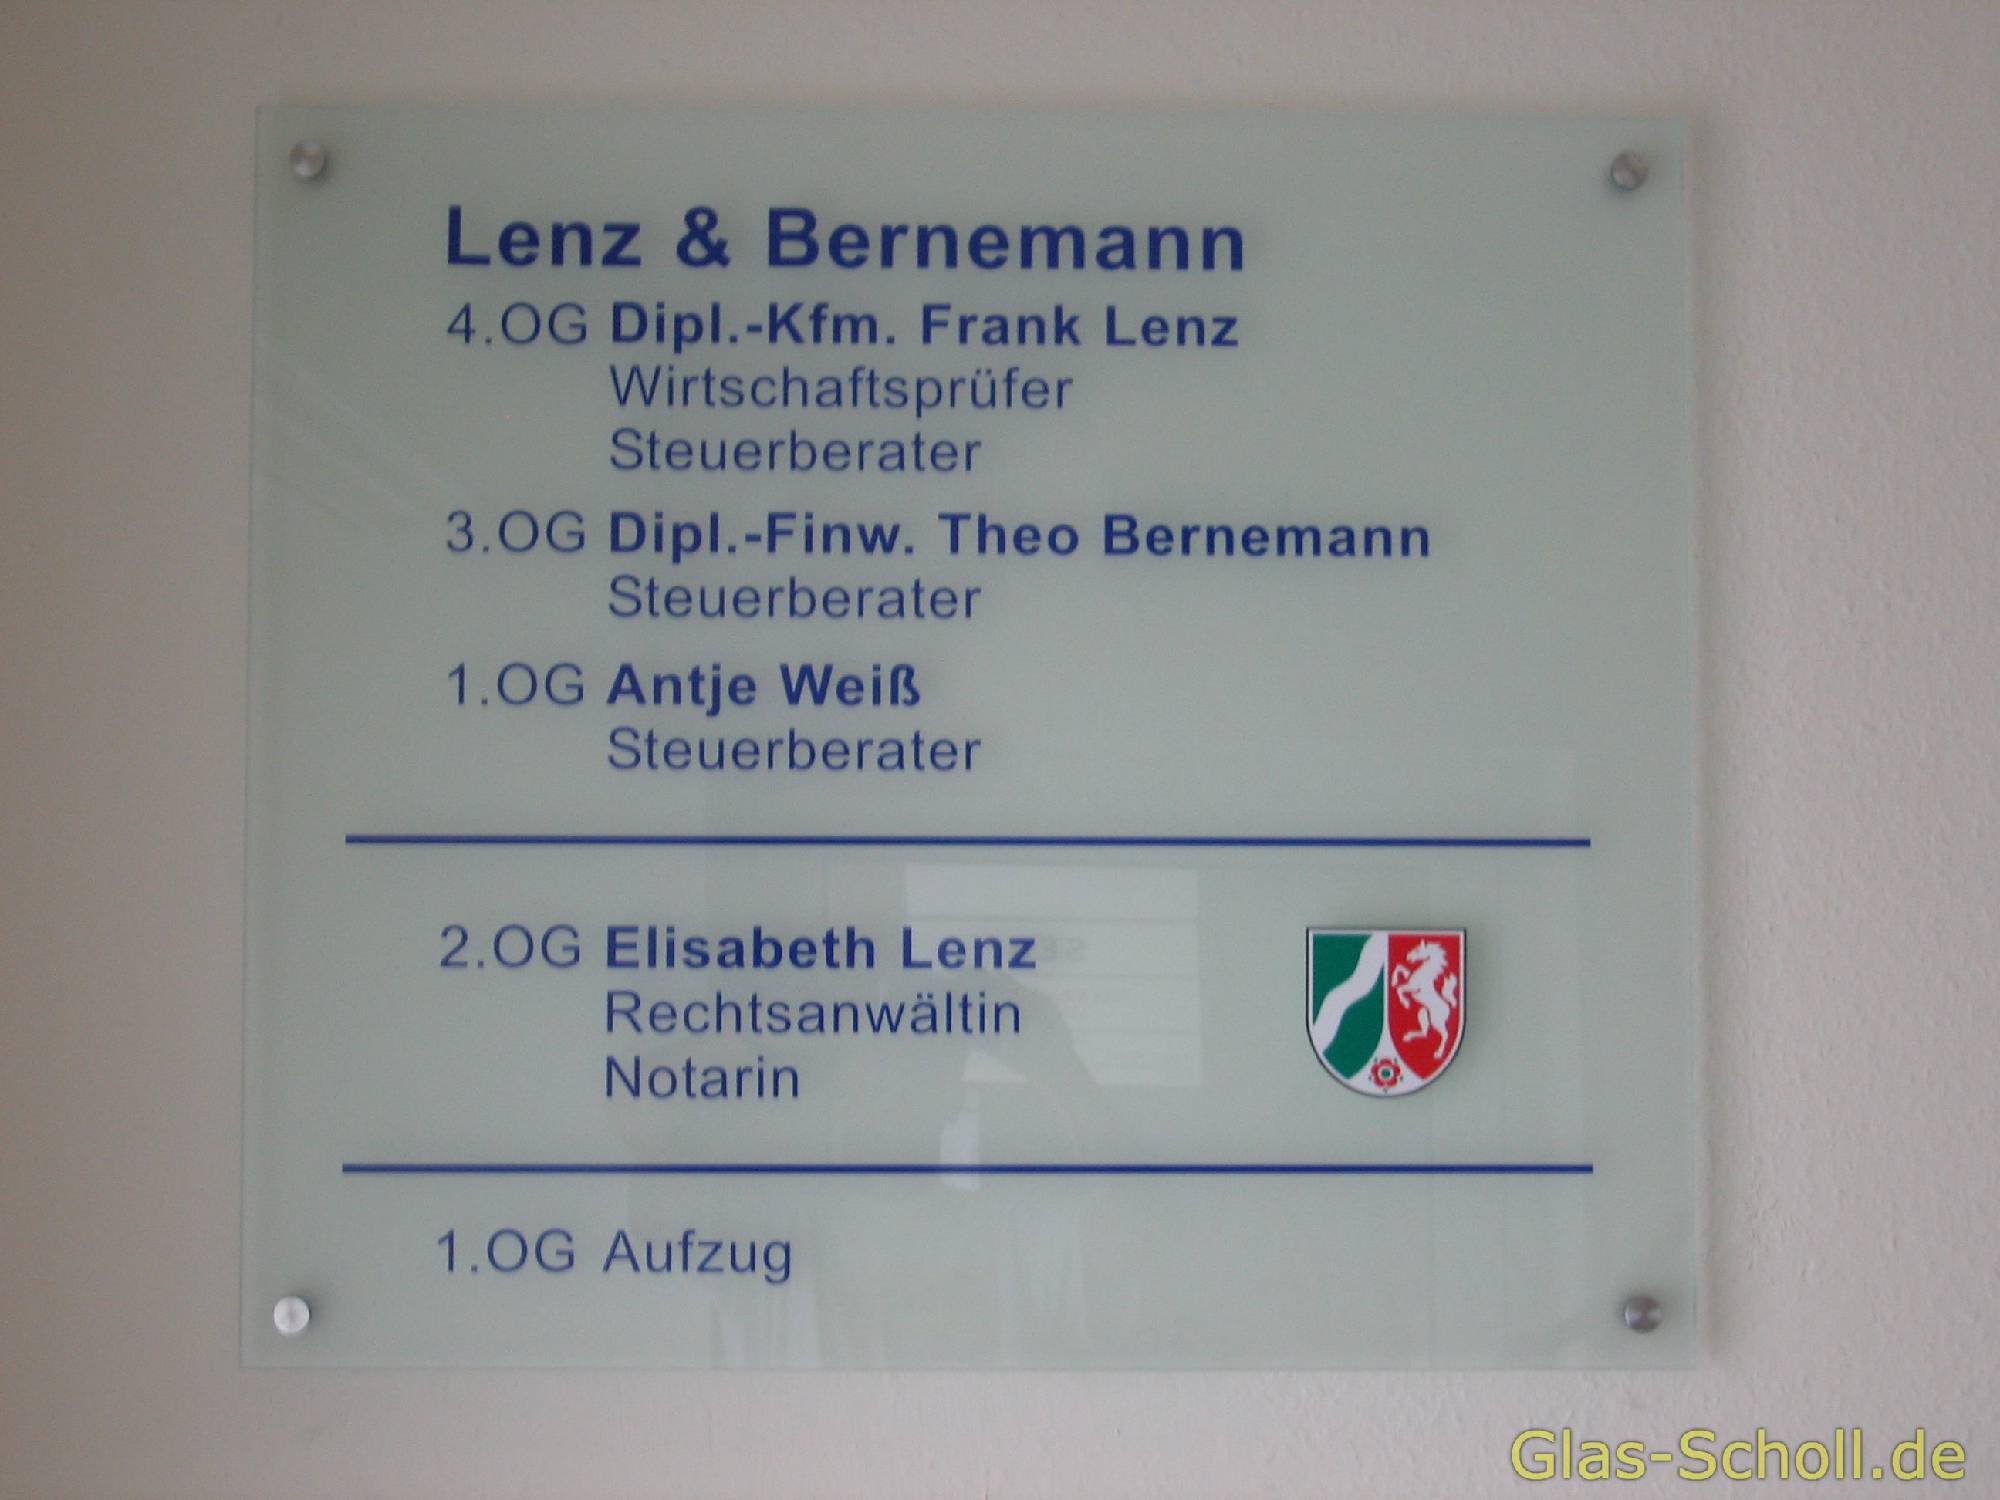 Lenz & Bernemann
4.OG Dipl.-Kfm. Frank Lenz
Wirtschaftsprüfer
Steuerberater
3.OG Dipl.-Finw. Theo Bernemann
Steuerberater
1.OG Antje Weiß
Steuerberater
2.OG Elisabeth Lenz
Rechtsanwältin
Notarin
1.OG Aufzug
Glas-Scholl.de